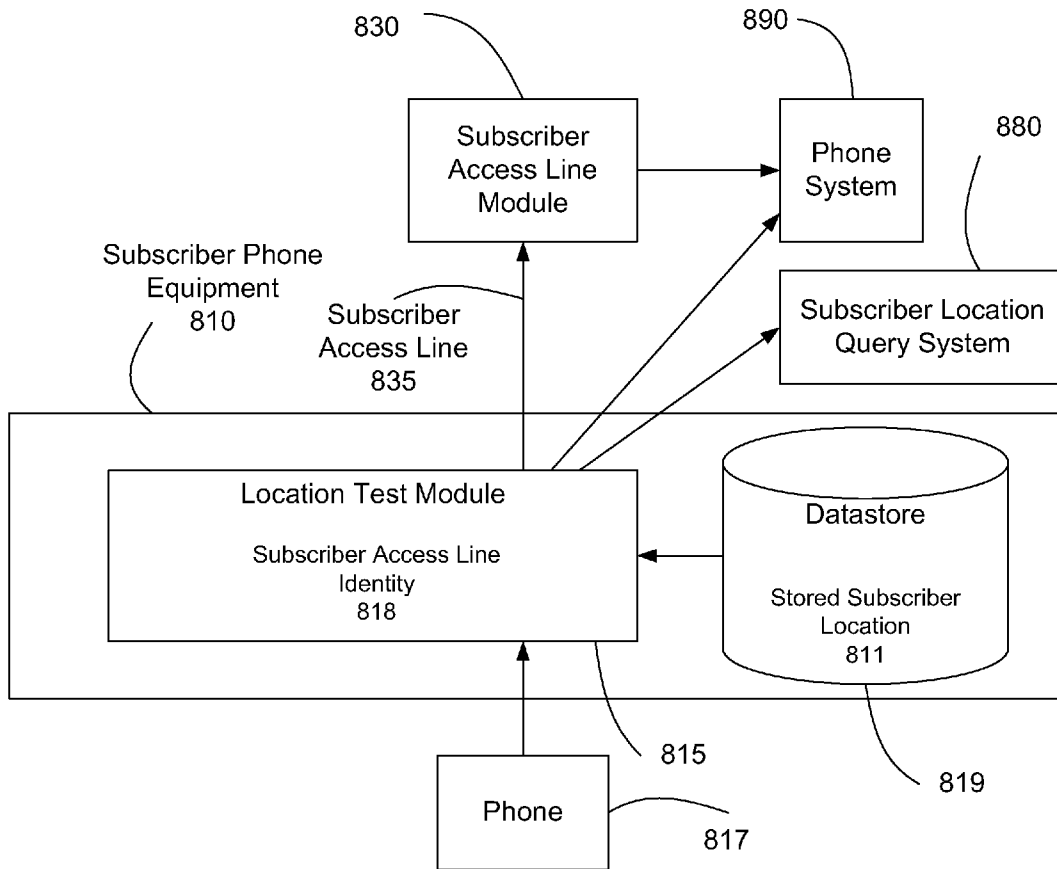 830
890
Subscriber
Access Line
Module
Phone
System
880
Subscriber Phone
Equipment
810
Subscriber
Access Line
835
Subscriber Location
Query System
Location Test Module
Subscriber Access Line
Identity
818
Datastore
Stored Subscriber
Location
811
815
819
Phone
817